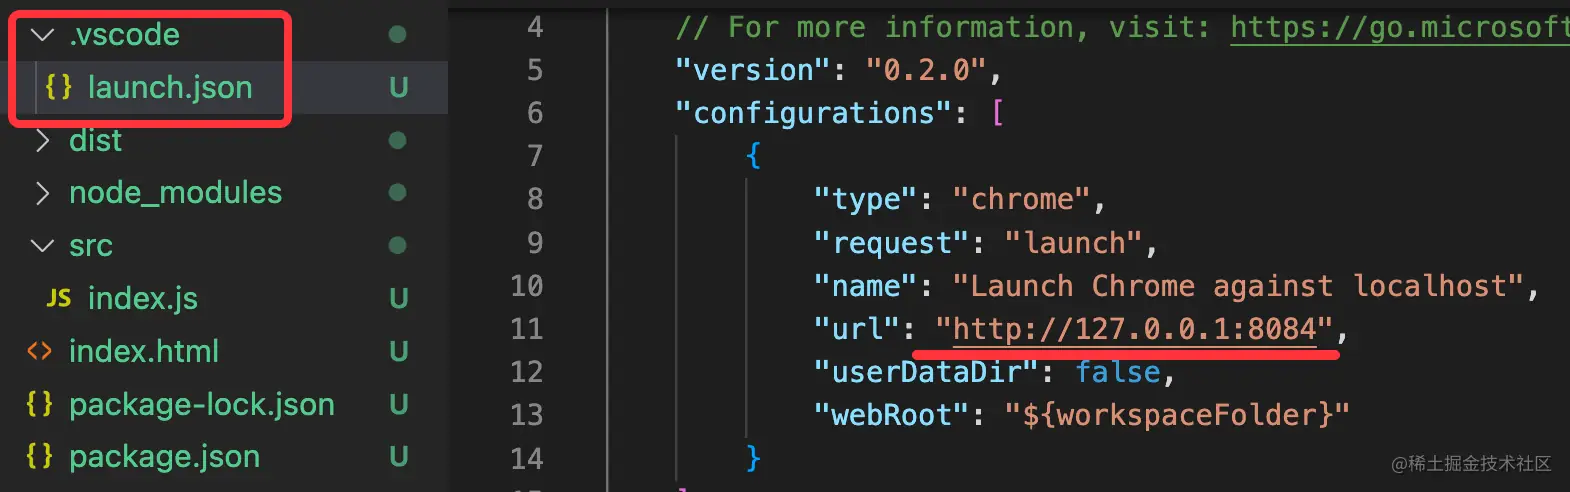 .vscode
{} launch.json U
dist
node_modules
src
JS index.js U
<> index.html U
{} package-lock.json U
{} package.json U
4 // For more information, visit: https://go.microsoft
5 "version": "0.2.0",
6 "configurations": [
7 {
8 "type": "chrome",
9 "request": "launch",
10 "name": "Launch Chrome against localhost",
11 "url": "http://127.0.0.1:8084",
12 "userDataDir": false,
13 "webRoot": "${workspaceFolder}"
14 }
@稀土掘金技术社区